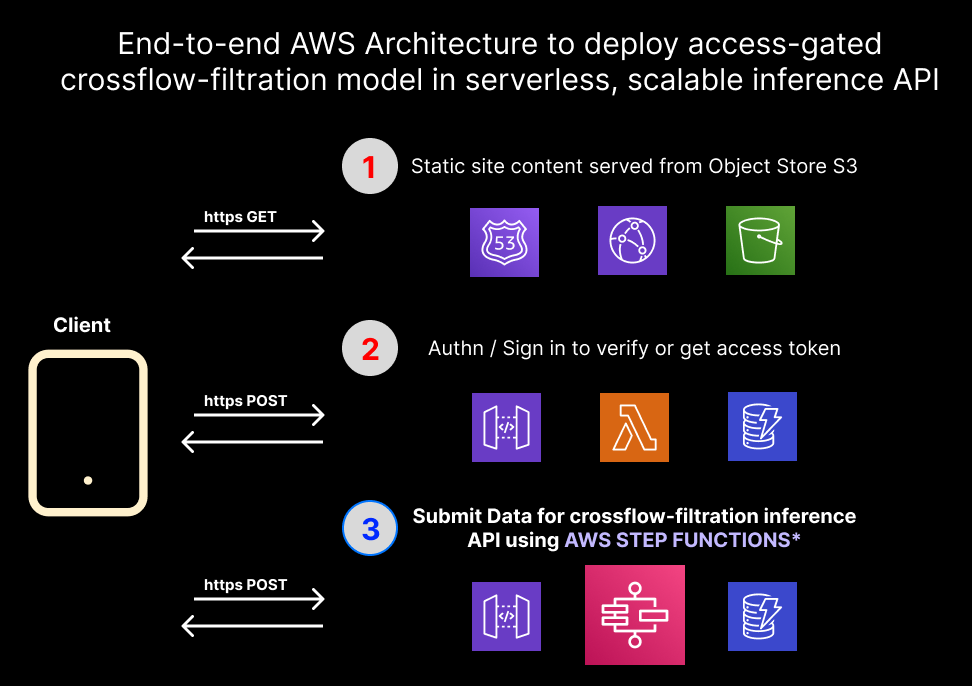 End-to-end AWS Architecture to deploy access-gated
crossflow-filtration model in serverless, scalable inference API
1
Static site content served from Object Store S3
https GET
53
Client
2
Authn / Sign in to verify or get access token
https POST
</>
3
Submit Data for crossflow-filtration inference
API using AWS STEP FUNCTIONS*
https POST
</>